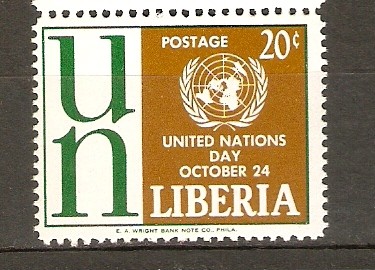 un
POSTAGE 20¢
UNITED NATIONS
DAY
OCTOBER 24
LIBERIA
E. A. WRIGHT BANK NOTE CO., PHILA.